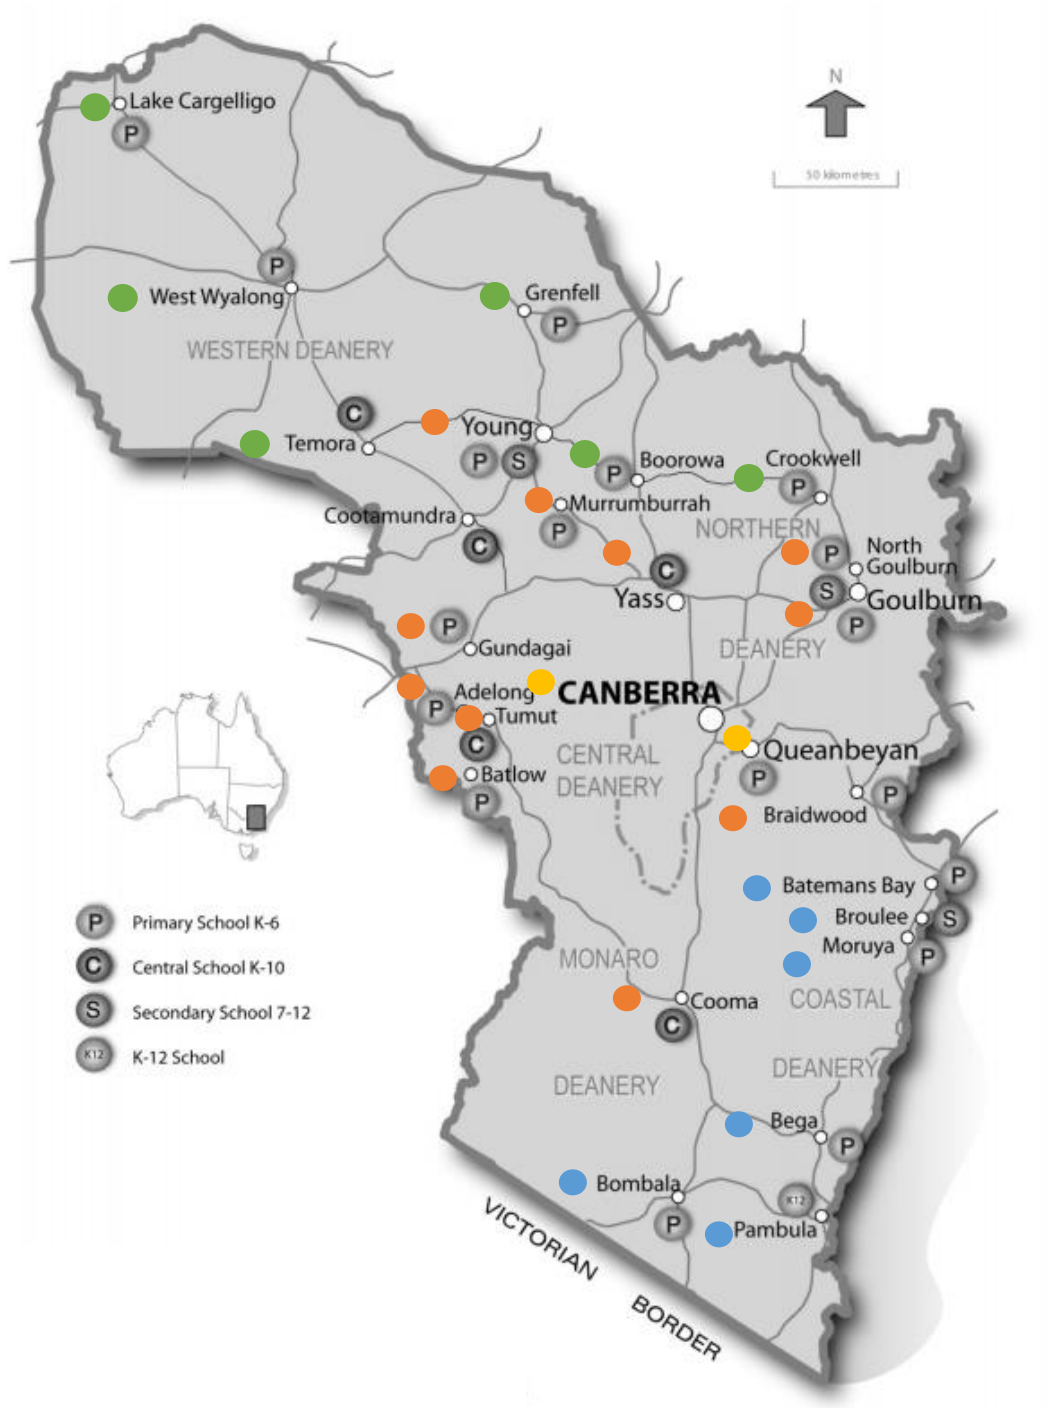 N
50 kilometres
Lake Cargelligo
P
P
West Wyalong
Grenfell
P
WESTERN DEANERY
C
Temora
Young
P
S
P
Boorowa
Crookwell
P
Murrumburrah
P
Cootamundra
C
NORTHERN
C
Yass
P
North
Goulburn
S
Goulburn
P
DEANERY
P
Gundagai
Adelong
P
Tumut
C
CANBERRA
CENTRAL
DEANERY
Queanbeyan
P
Batlow
P
Braidwood
P
Batemans Bay
P
Broulee
S
Moruya
P
P Primary School K-6
C Central School K-10
S Secondary School 7-12
K12 K-12 School
MONARO
COASTAL
Cooma
C
DEANERY
DEANERY
Bega
P
Bombala
P
K12
Pambula
VICTORIAN BORDER